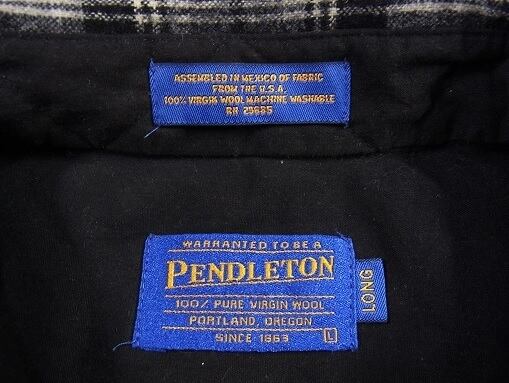 ASSEMBLED IN MEXICO OF FABRIC
FROM THE U.S.A.
100% VIRGIN WOOL MACHINE WASHABLE
RN 29685
WARRANTED TO BE A
PENDLETON
100% PURE VIRGIN WOOL
PORTLAND, OREGON
SINCE 1863
L
LONG